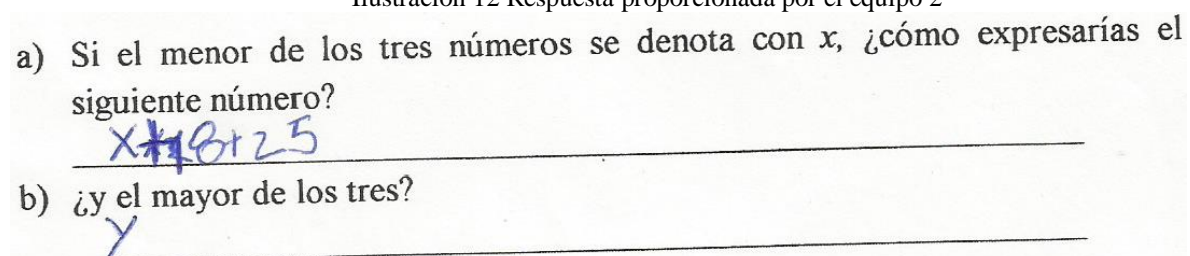 Ilustración 12 Respuesta proporcionada por el equipo 2
a) Si el menor de los tres números se denota con x, ¿cómo expresarías el
siguiente número?
X+18+25
b) ¿y el mayor de los tres?
y